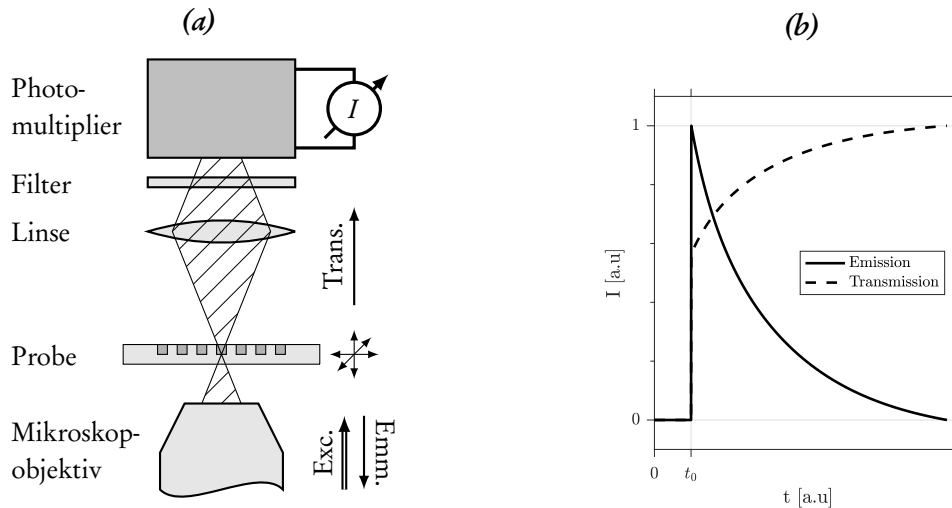 (a)
Photo-
multiplier
I
Filter
Linse
Trans.
Probe
Mikroskop-
objektiv
Exc.
Emm.
(b)
1
I [a.u]
Emission
Transmission
0
0
t₀
t [a.u]